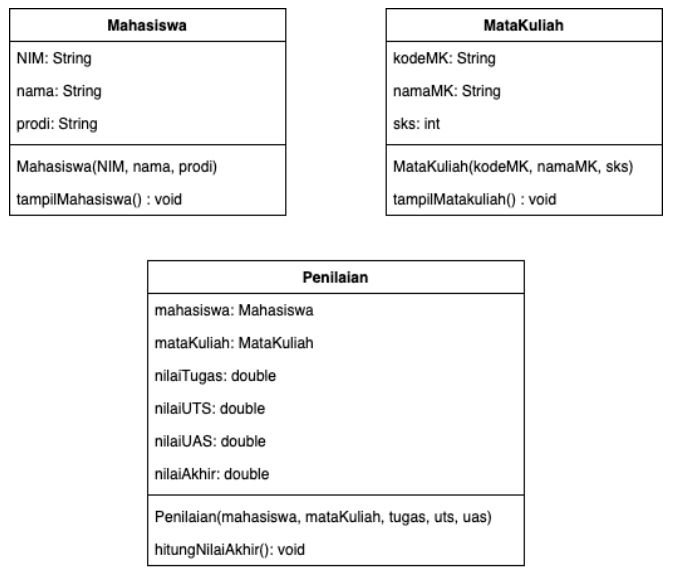 Mahasiswa
NIM: String
nama: String
prodi: String
Mahasiswa(NIM, nama, prodi)
tampilMahasiswa() : void
MataKuliah
kodeMK: String
namaMK: String
sks: int
MataKuliah(kodeMK, namaMK, sks)
tampilMatakuliah() : void
Penilaian
mahasiswa: Mahasiswa
mataKuliah: MataKuliah
nilaiTugas: double
nilaiUTS: double
nilaiUAS: double
nilaiAkhir: double
Penilaian(mahasiswa, mataKuliah, tugas, uts, uas)
hitungNilaiAkhir(): void